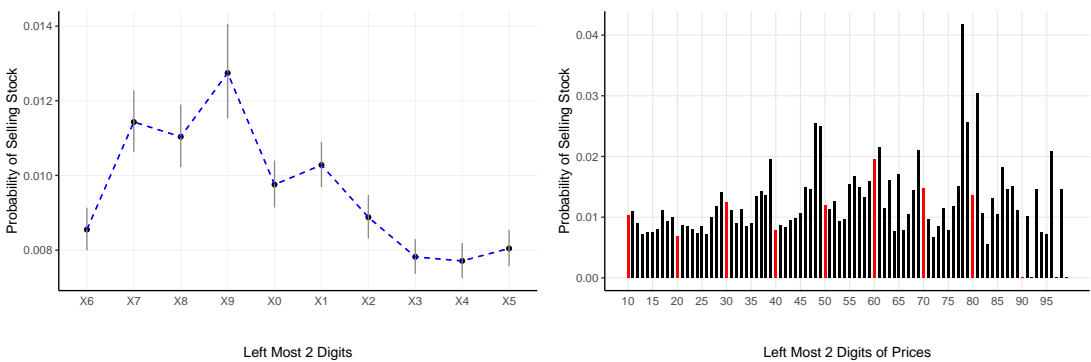 Probability of Selling Stock
0.014
0.012
0.010
0.008
X6 X7 X8 X9 X0 X1 X2 X3 X4 X5
Left Most 2 Digits
Probability of Selling Stock
0.04
0.03
0.02
0.01
0.00
10 15 20 25 30 35 40 45 50 55 60 65 70 75 80 85 90 95
Left Most 2 Digits of Prices